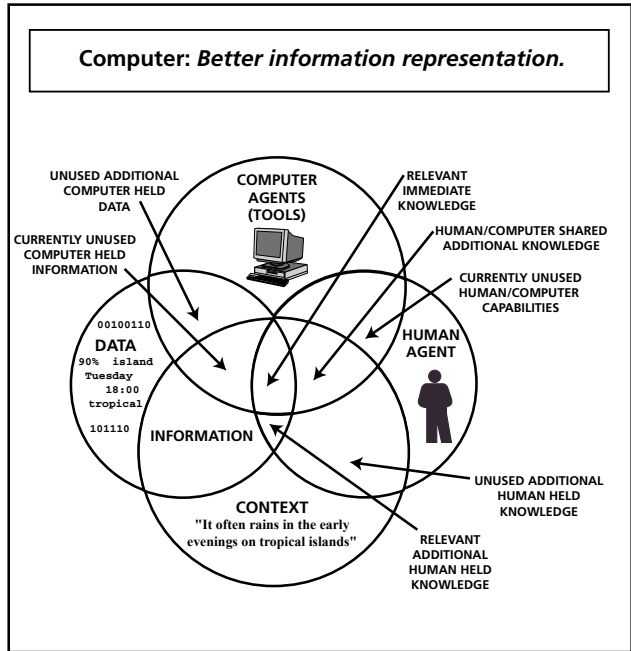 Computer: Better information representation.
UNUSED ADDITIONAL
COMPUTER HELD
DATA
COMPUTER
AGENTS
(TOOLS)
RELEVANT
IMMEDIATE
KNOWLEDGE
CURRENTLY UNUSED
COMPUTER HELD
INFORMATION
HUMAN/COMPUTER SHARED
ADDITIONAL KNOWLEDGE
CURRENTLY UNUSED
HUMAN/COMPUTER
CAPABILITIES
00100110
DATA
90% island
Tuesday
18:00
tropical
101110
HUMAN
AGENT
INFORMATION
CONTEXT
"It often rains in the early
evenings on tropical islands"
UNUSED ADDITIONAL
HUMAN HELD
KNOWLEDGE
RELEVANT
ADDITIONAL
HUMAN HELD
KNOWLEDGE